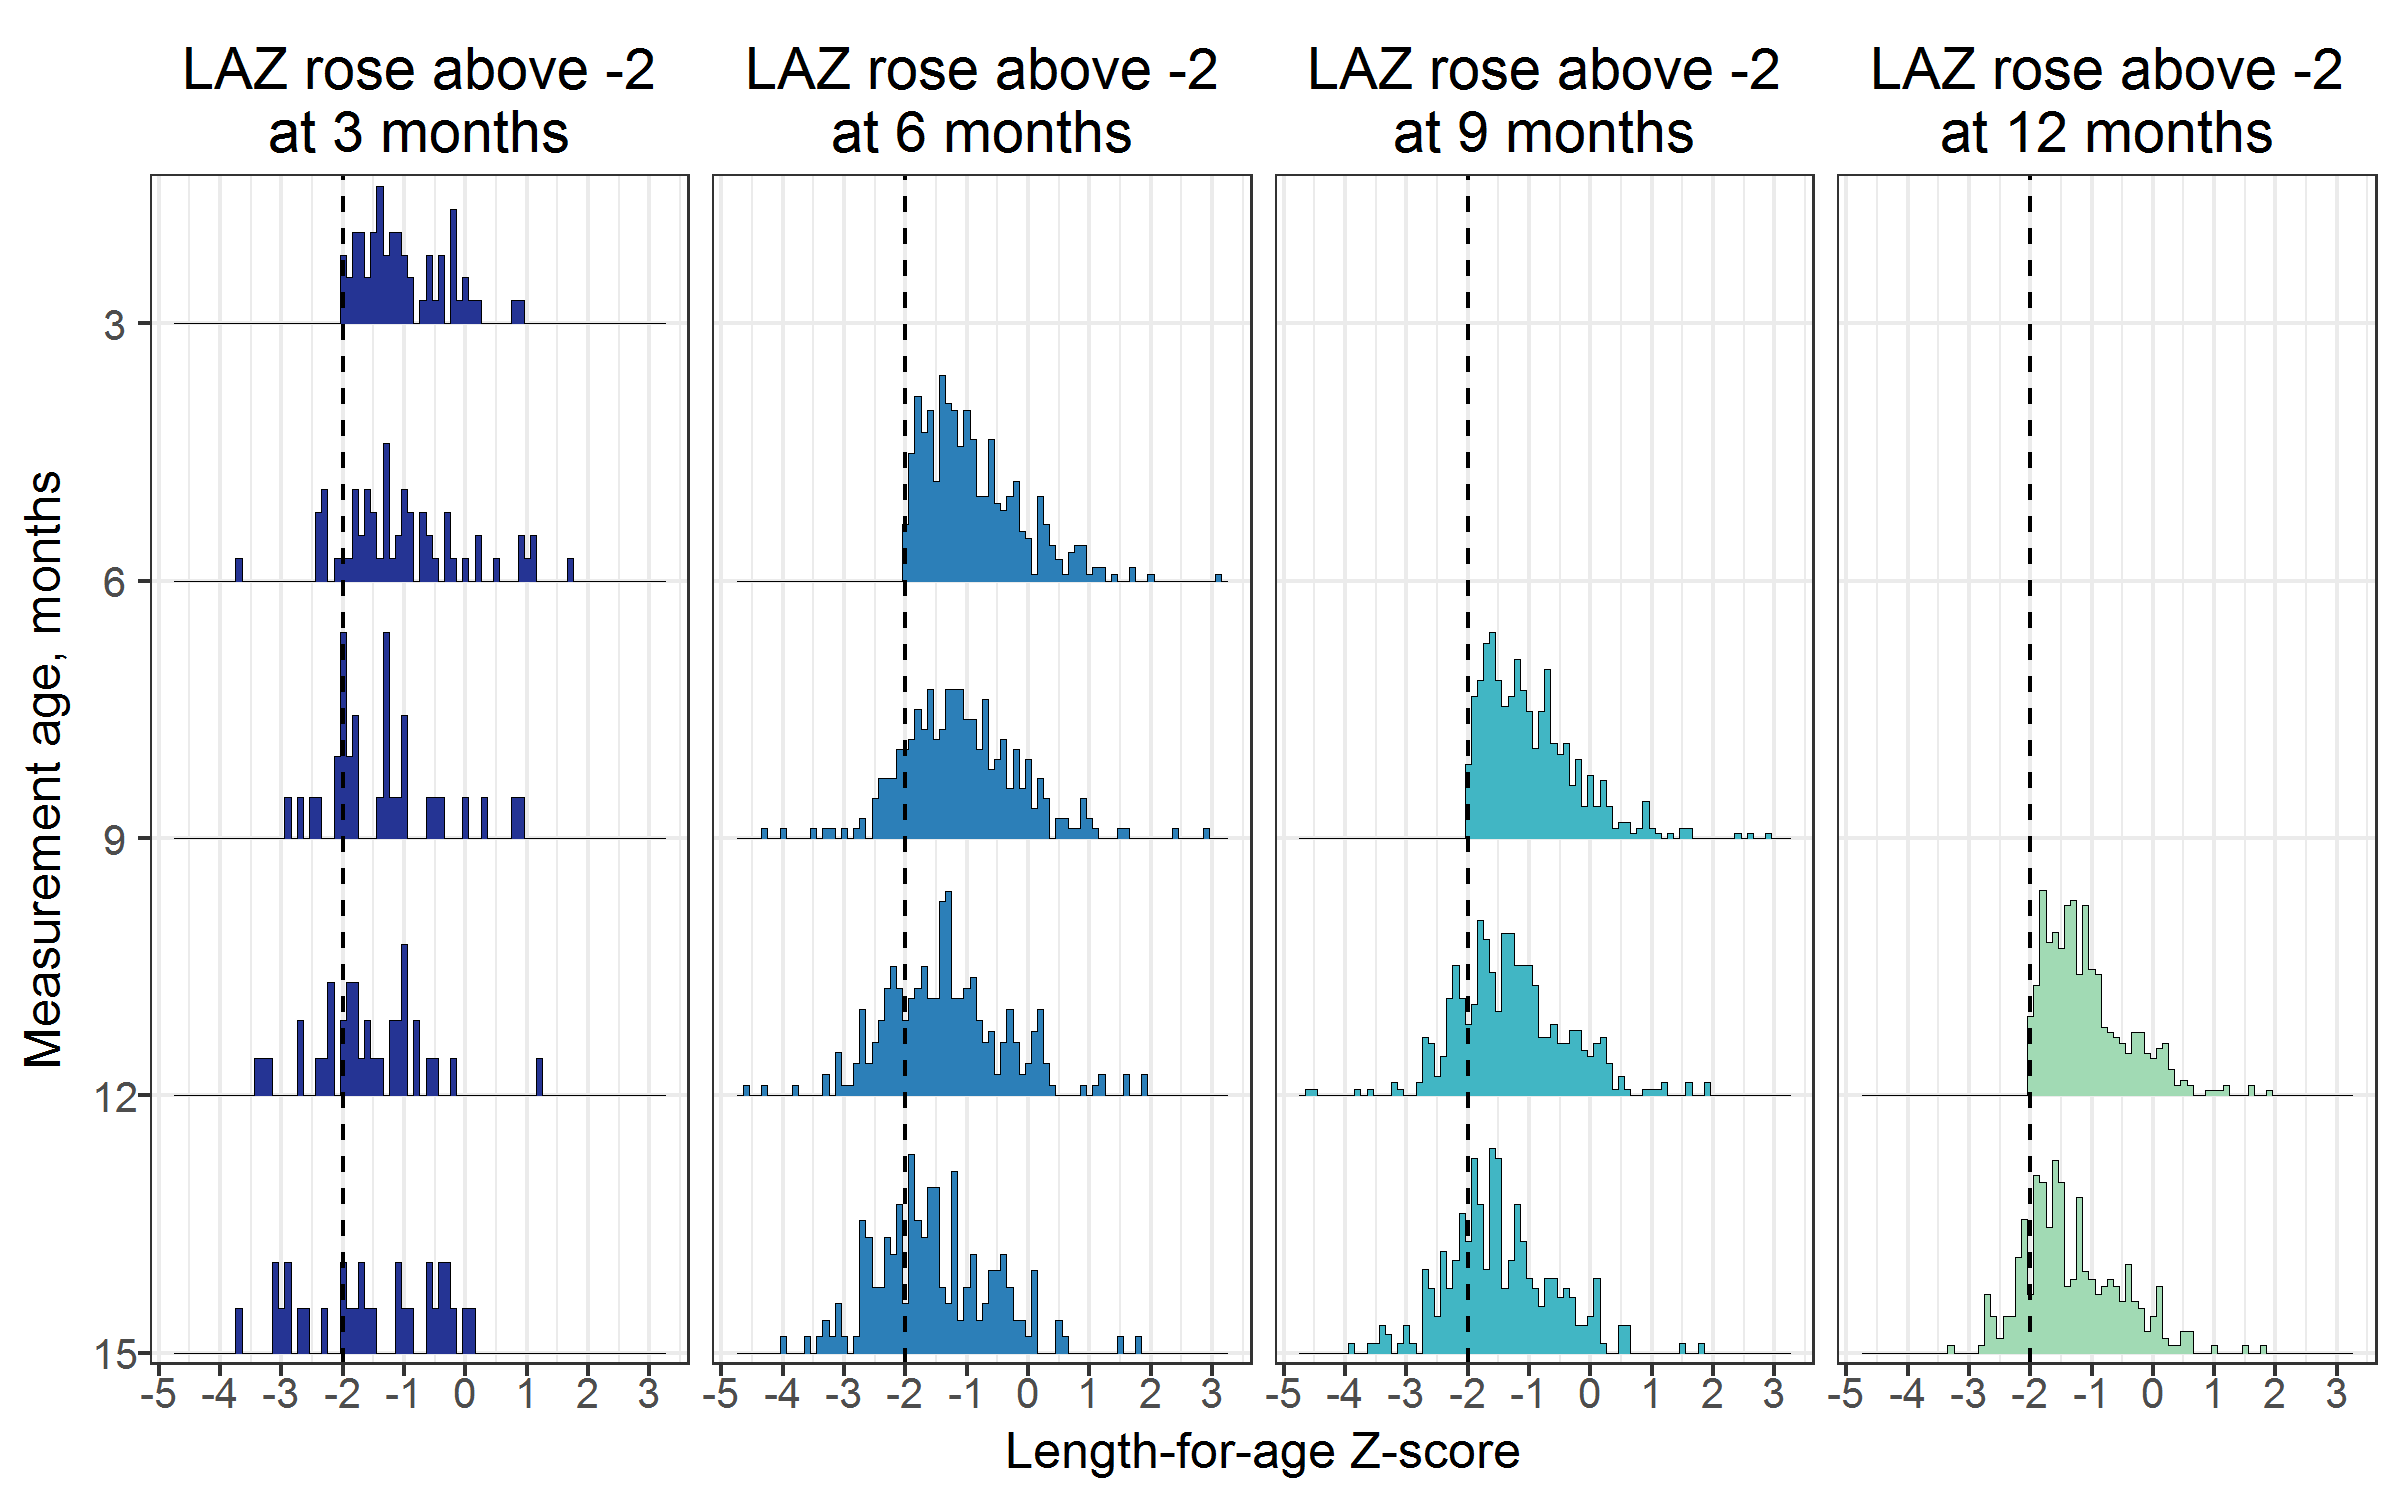 LAZ rose above -2
at 3 months
LAZ rose above -2
at 6 months
LAZ rose above -2
at 9 months
LAZ rose above -2
at 12 months
Measurement age, months
3
6
9
12
15
-5 -4 -3 -2 -1 0 1 2 3
-5 -4 -3 -2 -1 0 1 2 3
-5 -4 -3 -2 -1 0 1 2 3
-5 -4 -3 -2 -1 0 1 2 3
Length-for-age Z-score